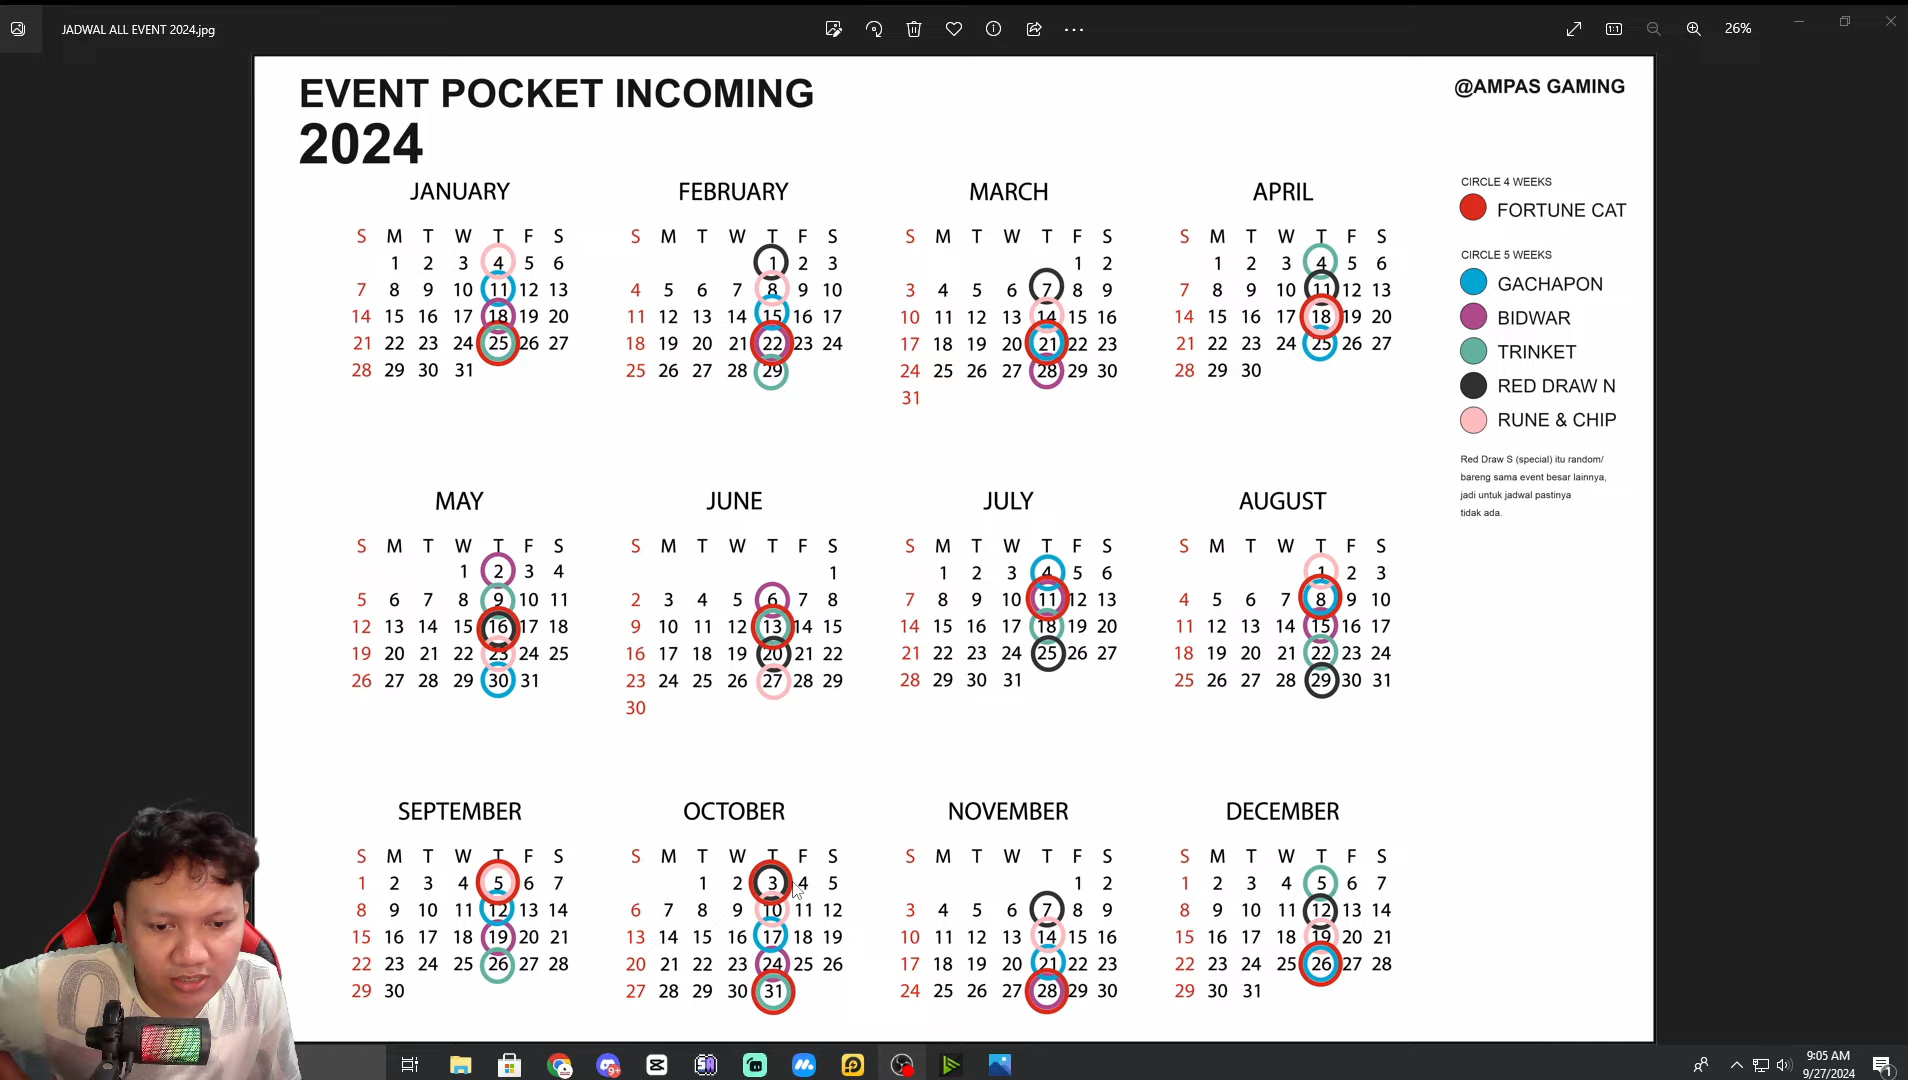 JADWAL ALL EVENT 2024.jpg
26%
EVENT POCKET INCOMING
2024
@AMPAS GAMING
CIRCLE 4 WEEKS
FORTUNE CAT
CIRCLE 5 WEEKS
GACHAPON
BIDWAR
TRINKET
RED DRAW N
RUNE & CHIP
Red Draw S (special) itu random/
bareng sama event besar lainnya,
jadi untuk jadwal pastinya
tidak ada.
JANUARY
S M T W T F S
1 2 3 4 5 6
7 8 9 10 11 12 13
14 15 16 17 18 19 20
21 22 23 24 25 26 27
28 29 30 31
FEBRUARY
S M T W T F S
1 2 3
4 5 6 7 8 9 10
11 12 13 14 15 16 17
18 19 20 21 22 23 24
25 26 27 28 29
MARCH
S M T W T F S
1 2
3 4 5 6 7 8 9
10 11 12 13 14 15 16
17 18 19 20 21 22 23
24 25 26 27 28 29 30
31
APRIL
S M T W T F S
1 2 3 4 5 6
7 8 9 10 11 12 13
14 15 16 17 18 19 20
21 22 23 24 25 26 27
28 29 30
MAY
S M T W T F S
1 2 3 4
5 6 7 8 9 10 11
12 13 14 15 16 17 18
19 20 21 22 23 24 25
26 27 28 29 30 31
JUNE
S M T W T F S
1
2 3 4 5 6 7 8
9 10 11 12 13 14 15
16 17 18 19 20 21 22
23 24 25 26 27 28 29
30
JULY
S M T W T F S
1 2 3 4 5 6
7 8 9 10 11 12 13
14 15 16 17 18 19 20
21 22 23 24 25 26 27
28 29 30 31
AUGUST
S M T W T F S
1 2 3
4 5 6 7 8 9 10
11 12 13 14 15 16 17
18 19 20 21 22 23 24
25 26 27 28 29 30 31
SEPTEMBER
S M T W T F S
1 2 3 4 5 6 7
8 9 10 11 12 13 14
15 16 17 18 19 20 21
22 23 24 25 26 27 28
29 30
OCTOBER
S M T W T F S
1 2 3 4 5
6 7 8 9 10 11 12
13 14 15 16 17 18 19
20 21 22 23 24 25 26
27 28 29 30 31
NOVEMBER
S M T W T F S
1 2
3 4 5 6 7 8 9
10 11 12 13 14 15 16
17 18 19 20 21 22 23
24 25 26 27 28 29 30
DECEMBER
S M T W T F S
1 2 3 4 5 6 7
8 9 10 11 12 13 14
15 16 17 18 19 20 21
22 23 24 25 26 27 28
29 30 31
9:05 AM
9/27/2024